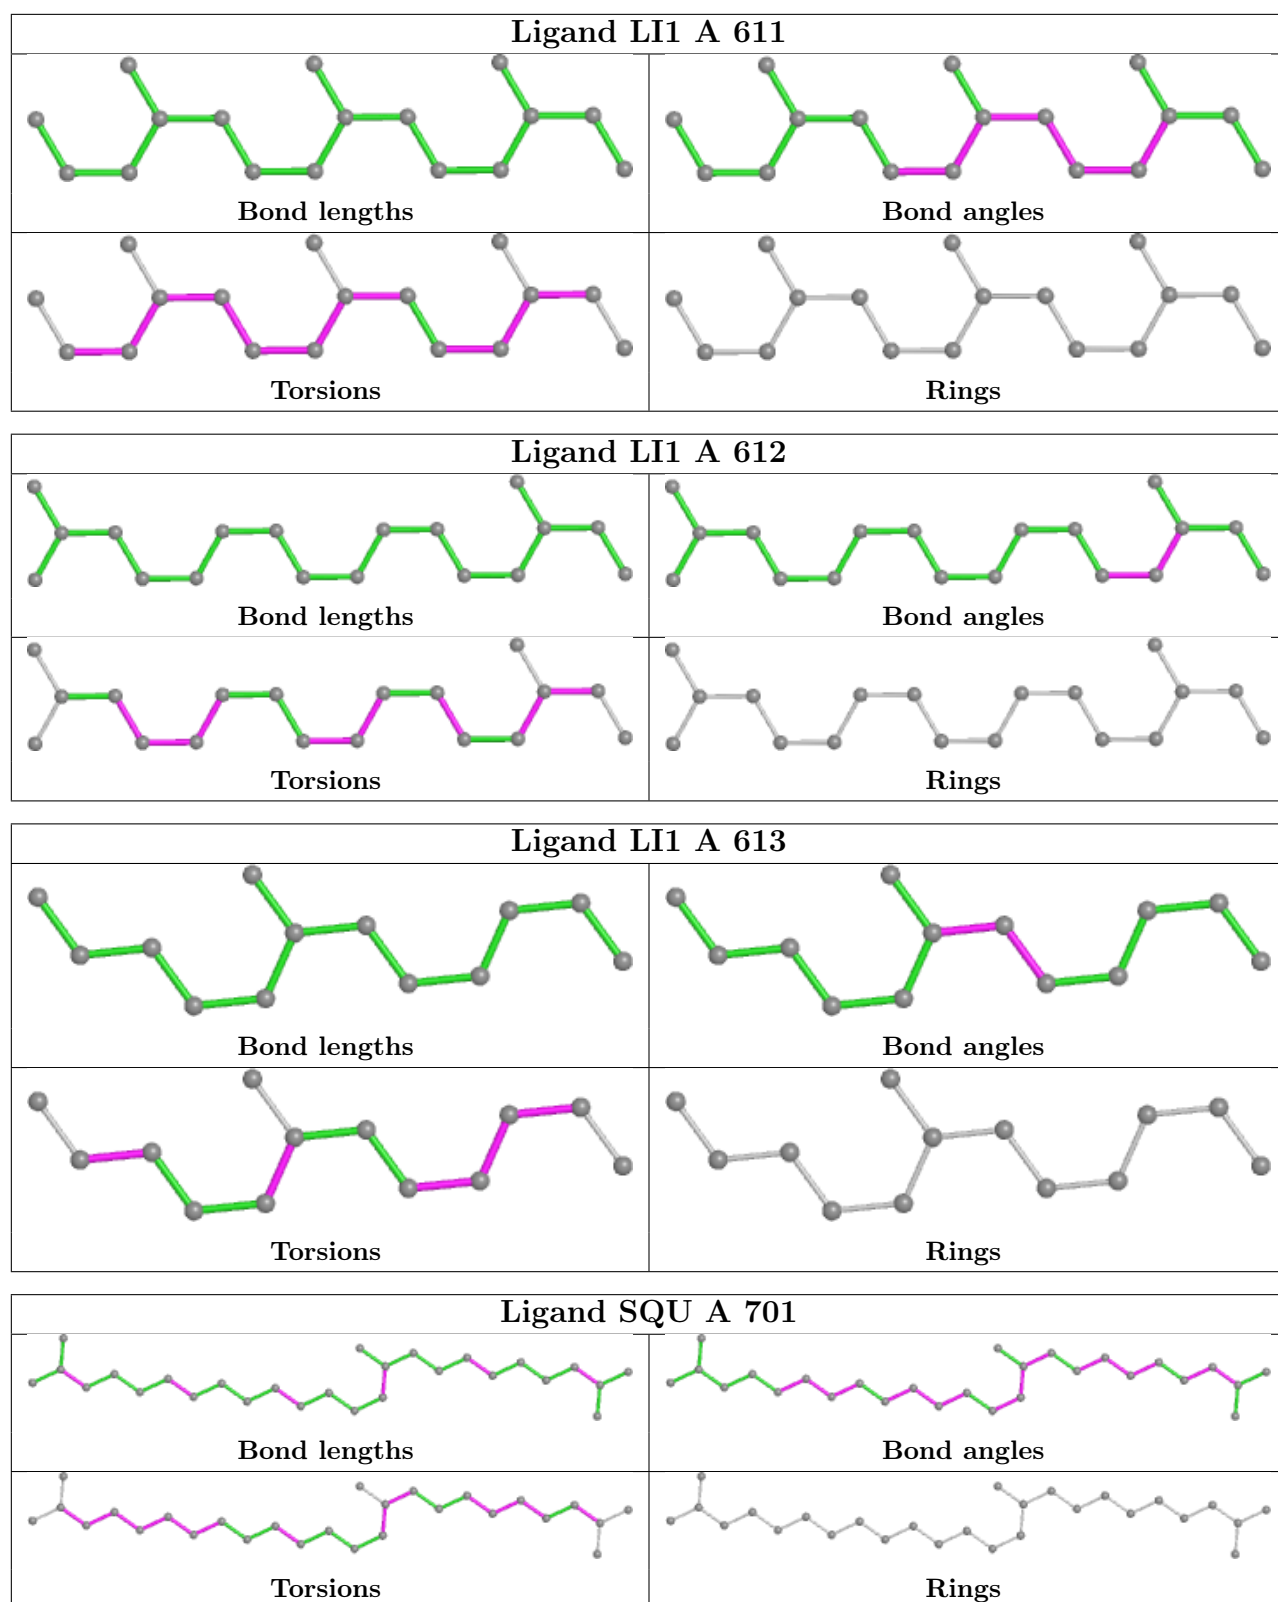 Ligand LI1 A 611
Bond lengths Bond angles
Torsions Rings
Ligand LI1 A 612
Bond lengths Bond angles
Torsions Rings
Ligand LI1 A 613
Bond lengths Bond angles
Torsions Rings
Ligand SQU A 701
Bond lengths Bond angles
Torsions Rings